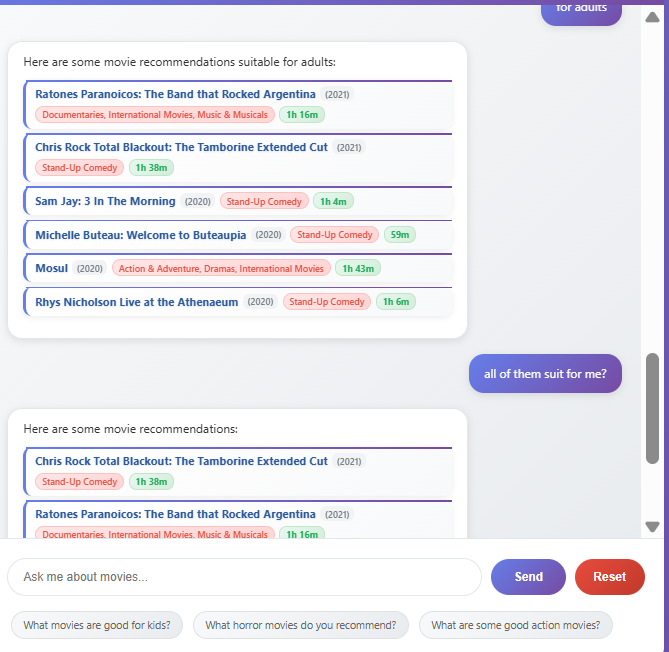 for adults
Here are some movie recommendations suitable for adults:
Ratones Paranoicos: The Band that Rocked Argentina (2021)
Documentaries, International Movies, Music & Musicals 1h 16m
Chris Rock Total Blackout: The Tamborine Extended Cut (2021)
Stand-Up Comedy 1h 38m
Sam Jay: 3 In The Morning (2020) Stand-Up Comedy 1h 4m
Michelle Buteau: Welcome to Buteaupia (2020) Stand-Up Comedy 59m
Mosul (2020) Action & Adventure, Dramas, International Movies 1h 43m
Rhys Nicholson Live at the Athenaeum (2020) Stand-Up Comedy 1h 6m
all of them suit for me?
Here are some movie recommendations:
Chris Rock Total Blackout: The Tamborine Extended Cut (2021)
Stand-Up Comedy 1h 38m
Ratones Paranoicos: The Band that Rocked Argentina (2021)
Documentaries, International Movies, Music & Musicals 1h 16m
Ask me about movies... Send Reset
What movies are good for kids? What horror movies do you recommend? What are some good action movies?